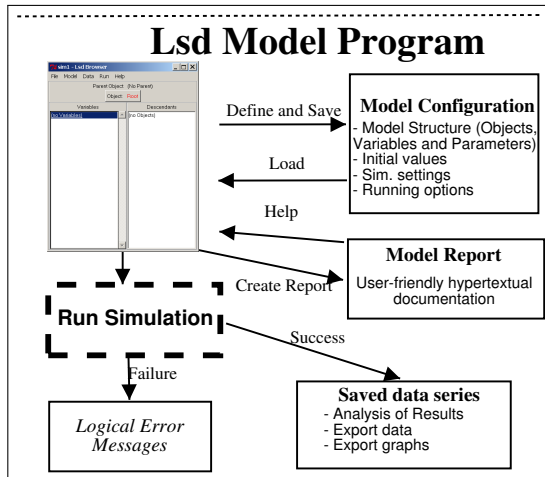 Lsd Model Program
sim1 - Lsd Browser
File Model Data Run Help
Parent Object: (No Parent)
Object: Root
Variables Descendants
(no Variables) (no Objects)
Define and Save
Load
Help
Create Report
Model Configuration
- Model Structure (Objects,
Variables and Parameters)
- Initial values
- Sim. settings
- Running options
Model Report
User-friendly hypertextual
documentation
Run Simulation
Success
Failure
Logical Error
Messages
Saved data series
- Analysis of Results
- Export data
- Export graphs